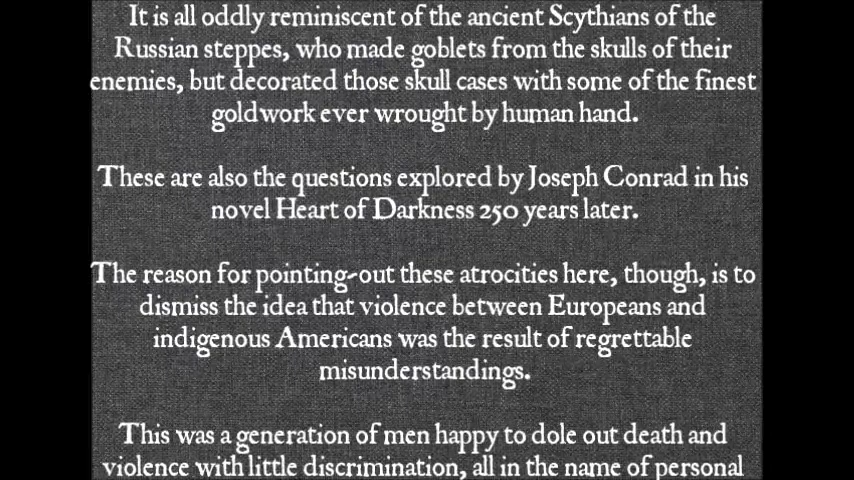 It is all oddly reminiscent of the ancient Scythians of the
Russian steppes, who made goblets from the skulls of their
enemies, but decorated those skull cases with some of the finest
goldwork ever wrought by human hand.
These are also the questions explored by Joseph Conrad in his
novel Heart of Darkness 250 years later.
The reason for pointing-out these atrocities here, though, is to
dismiss the idea that violence between Europeans and
indigenous Americans was the result of regrettable
misunderstandings.
This was a generation of men happy to dole out death and
violence with little discrimination, all in the name of personal